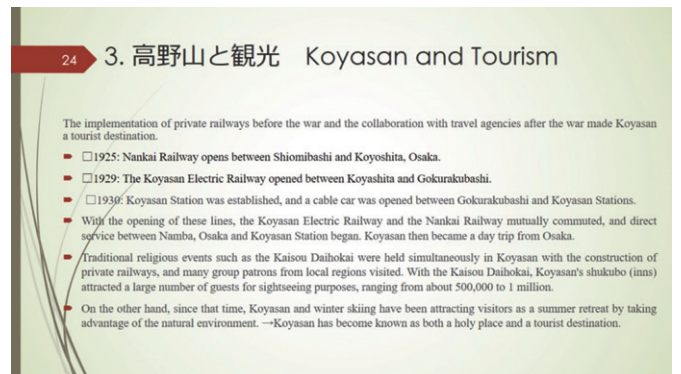 24
3. 高野山と観光 Koyasan and Tourism
The implementation of private railways before the war and the collaboration with travel agencies after the war made Koyasan
a tourist destination.
□1925: Nankai Railway opens between Shiomibashi and Koyoshita, Osaka.
□1929: The Koyasan Electric Railway opened between Koyashita and Gokurakubashi.
□1930: Koyasan Station was established, and a cable car was opened between Gokurakubashi and Koyasan Stations.
With the opening of these lines, the Koyasan Electric Railway and the Nankai Railway mutually commuted, and direct
service between Namba, Osaka and Koyasan Station began. Koyasan then became a day trip from Osaka.
Traditional religious events such as the Kaisou Daihokai were held simultaneously in Koyasan with the construction of
private railways, and many group patrons from local regions visited. With the Kaisou Daihokai, Koyasan's shukubo (inns)
attracted a large number of guests for sightseeing purposes, ranging from about 500,000 to 1 million.
On the other hand, since that time, Koyasan and winter skiing have been attracting visitors as a summer retreat by taking
advantage of the natural environment. →Koyasan has become known as both a holy place and a tourist destination.